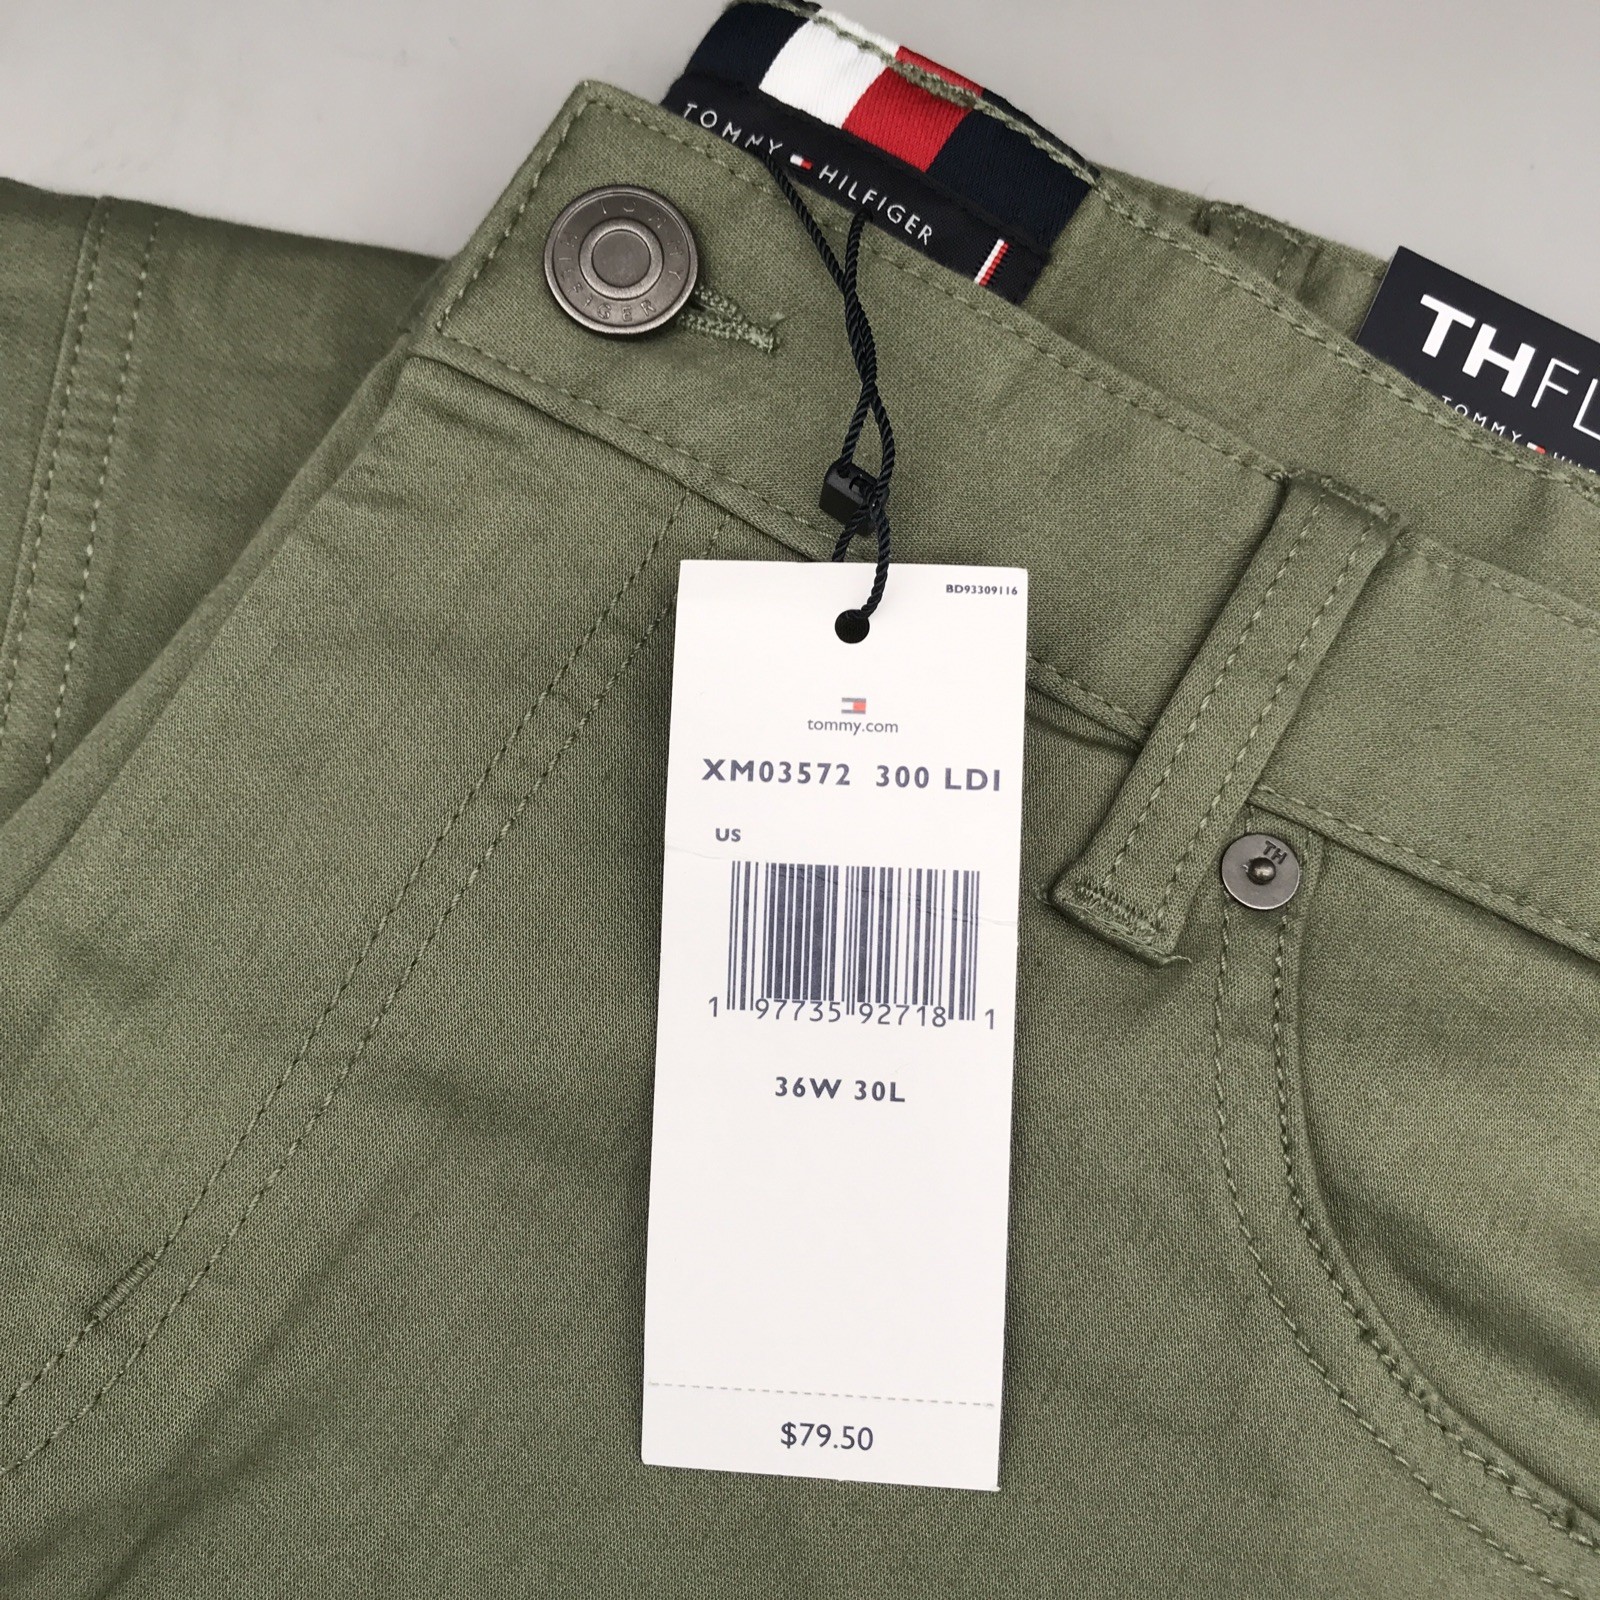 TOMMY HILFIGER
TOMMY HILFIGER
THFL
TOMMY
BD93309116
tommy.com
XM03572 300 LDI
US
1 97735 92718 1
36W 30L
TH
$79.50